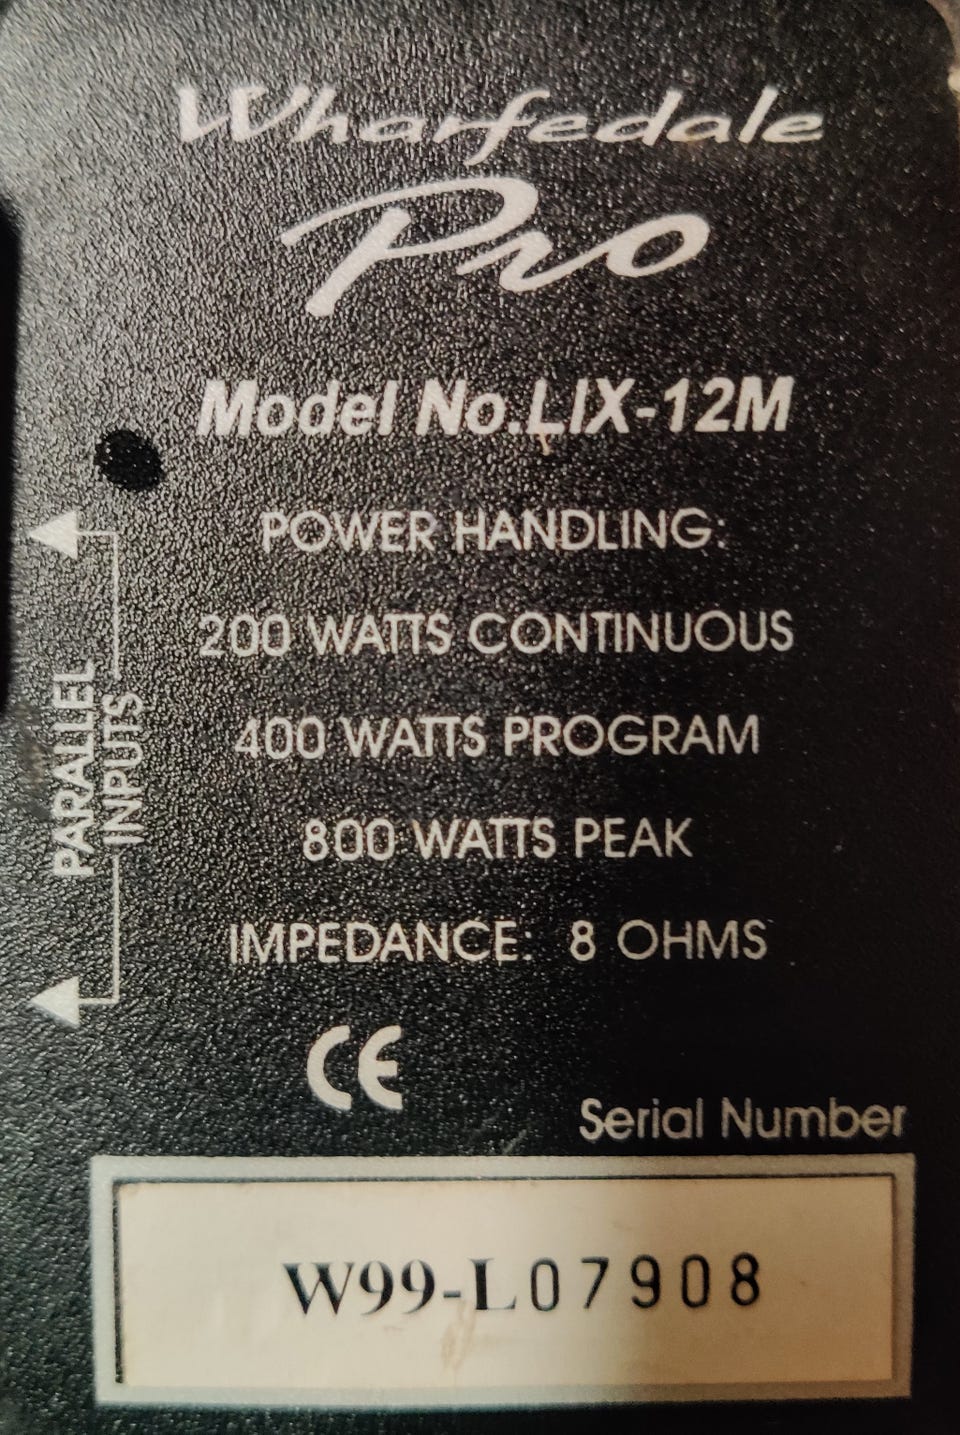 Wharfedale
Pro
Model No.LIX-12M
POWER HANDLING:
200 WATTS CONTINUOUS
400 WATTS PROGRAM
800 WATTS PEAK
IMPEDANCE: 8 OHMS
PARALLEL
INPUTS
CE
Serial Number
W99-L07908